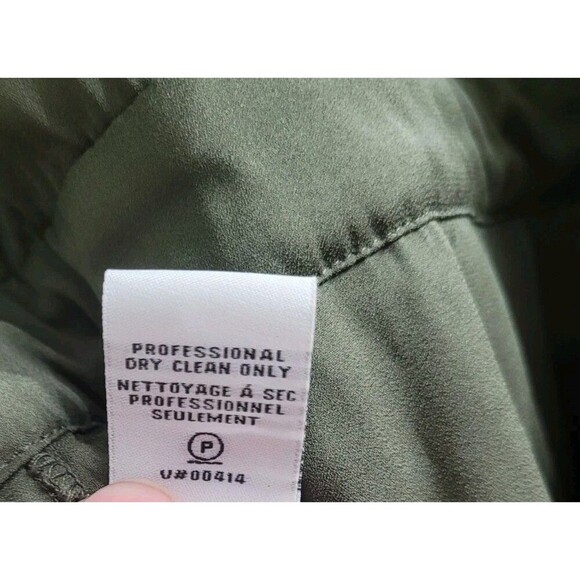 PROFESSIONAL
DRY CLEAN ONLY
NETTOYAGE Á SEC
PROFESSIONNEL
SEULEMENT
P
V#00414